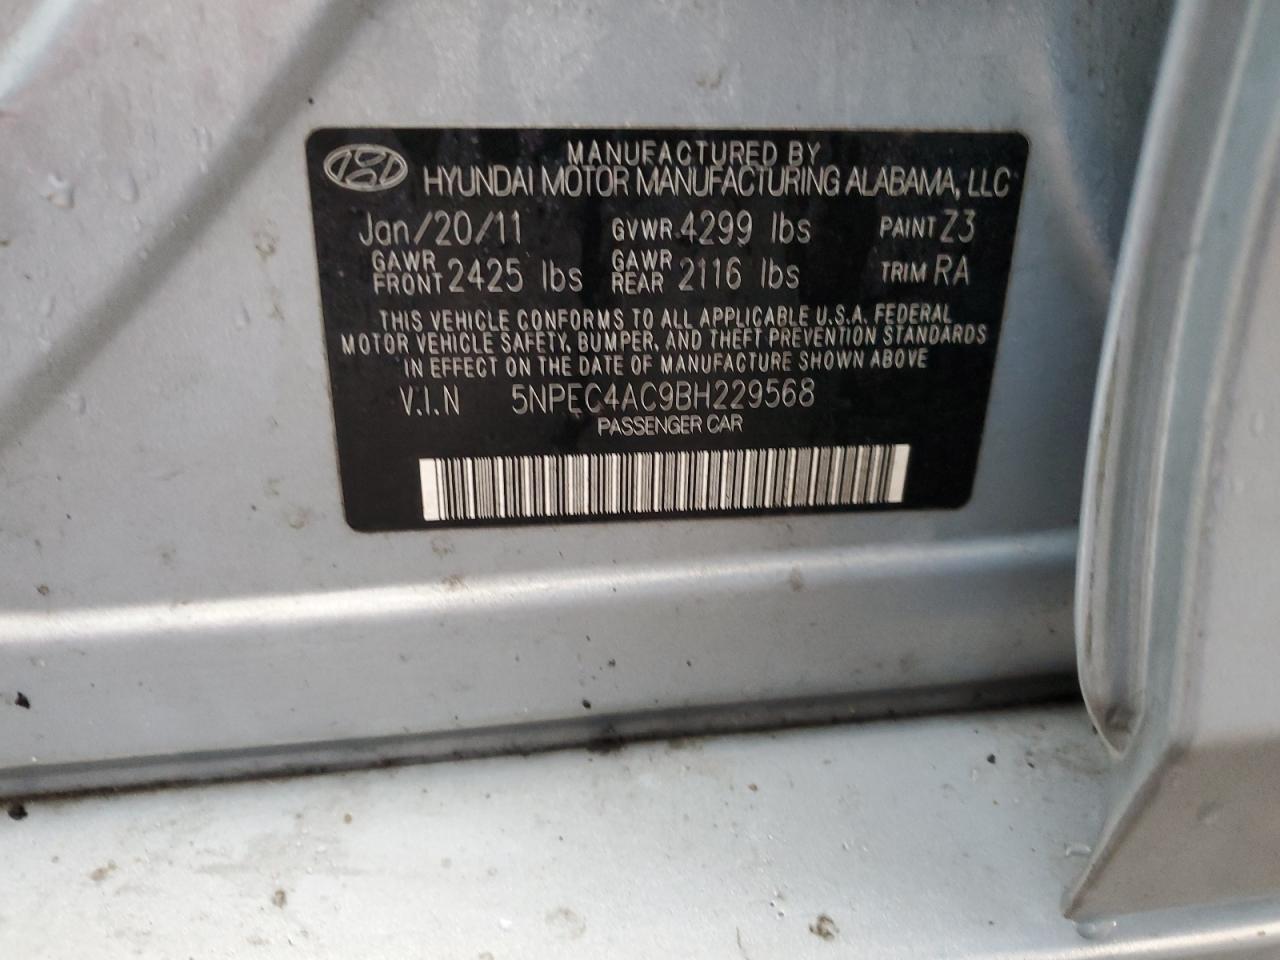 MANUFACTURED BY
HYUNDAI MOTOR MANUFACTURING ALABAMA, LLC
Jan/20/11 GVWR 4299 lbs PAINT Z3
GAWR FRONT 2425 lbs GAWR REAR 2116 lbs TRIM RA
THIS VEHICLE CONFORMS TO ALL APPLICABLE U.S.A. FEDERAL
MOTOR VEHICLE SAFETY, BUMPER, AND THEFT PREVENTION STANDARDS
IN EFFECT ON THE DATE OF MANUFACTURE SHOWN ABOVE
V.I.N 5NPEC4AC9BH229568
PASSENGER CAR